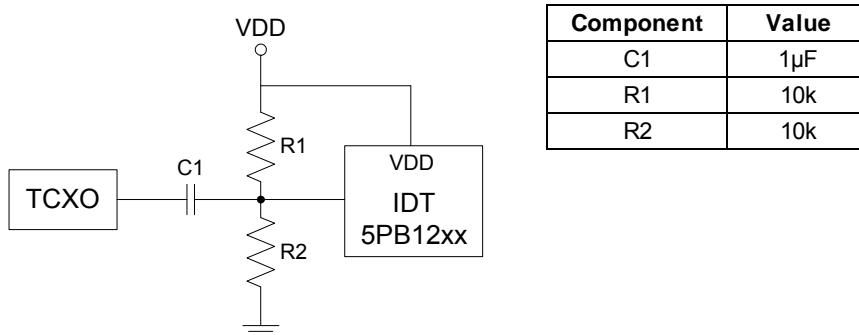 VDD
R1
C1
TCXO
VDD
IDT
5PB12xx
R2
Component Value
C1 1µF
R1 10k
R2 10k